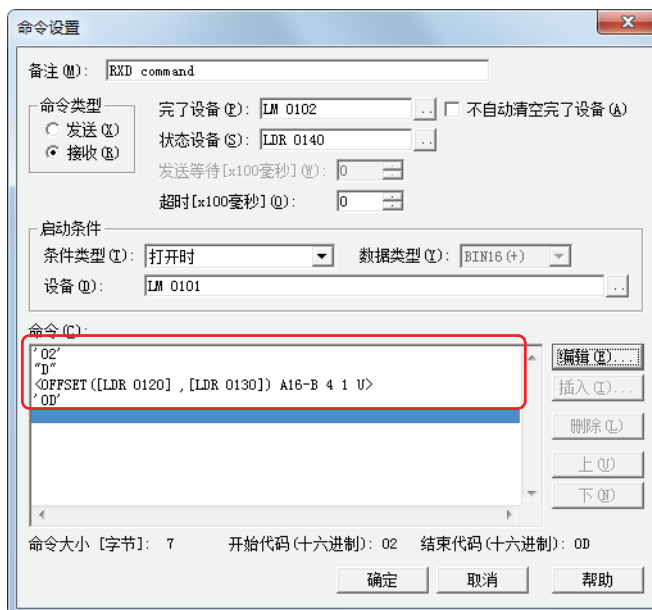 命令设置
备注(M): RXD command
命令类型
发送(X)
接收(R)
完了设备(P): LM 0102 .. 不自动清空完了设备(A)
状态设备(S): LDR 0140 ..
发送等待[x100毫秒](W): 0
超时[x100毫秒](O): 0
启动条件
条件类型(T): 打开时 数据类型(Y): BIN16(+)
设备(D): LM 0101 ..
命令(C):
'02'
"D"
<OFFSET([LDR 0120] ,[LDR 0130]) A16-B 4 1 U>
'0D'
编辑(E)...
插入(I)...
删除(L)
上(U)
下(N)
命令大小 [字节]: 7 开始代码(十六进制): 02 结束代码(十六进制): 0D
确定 取消 帮助